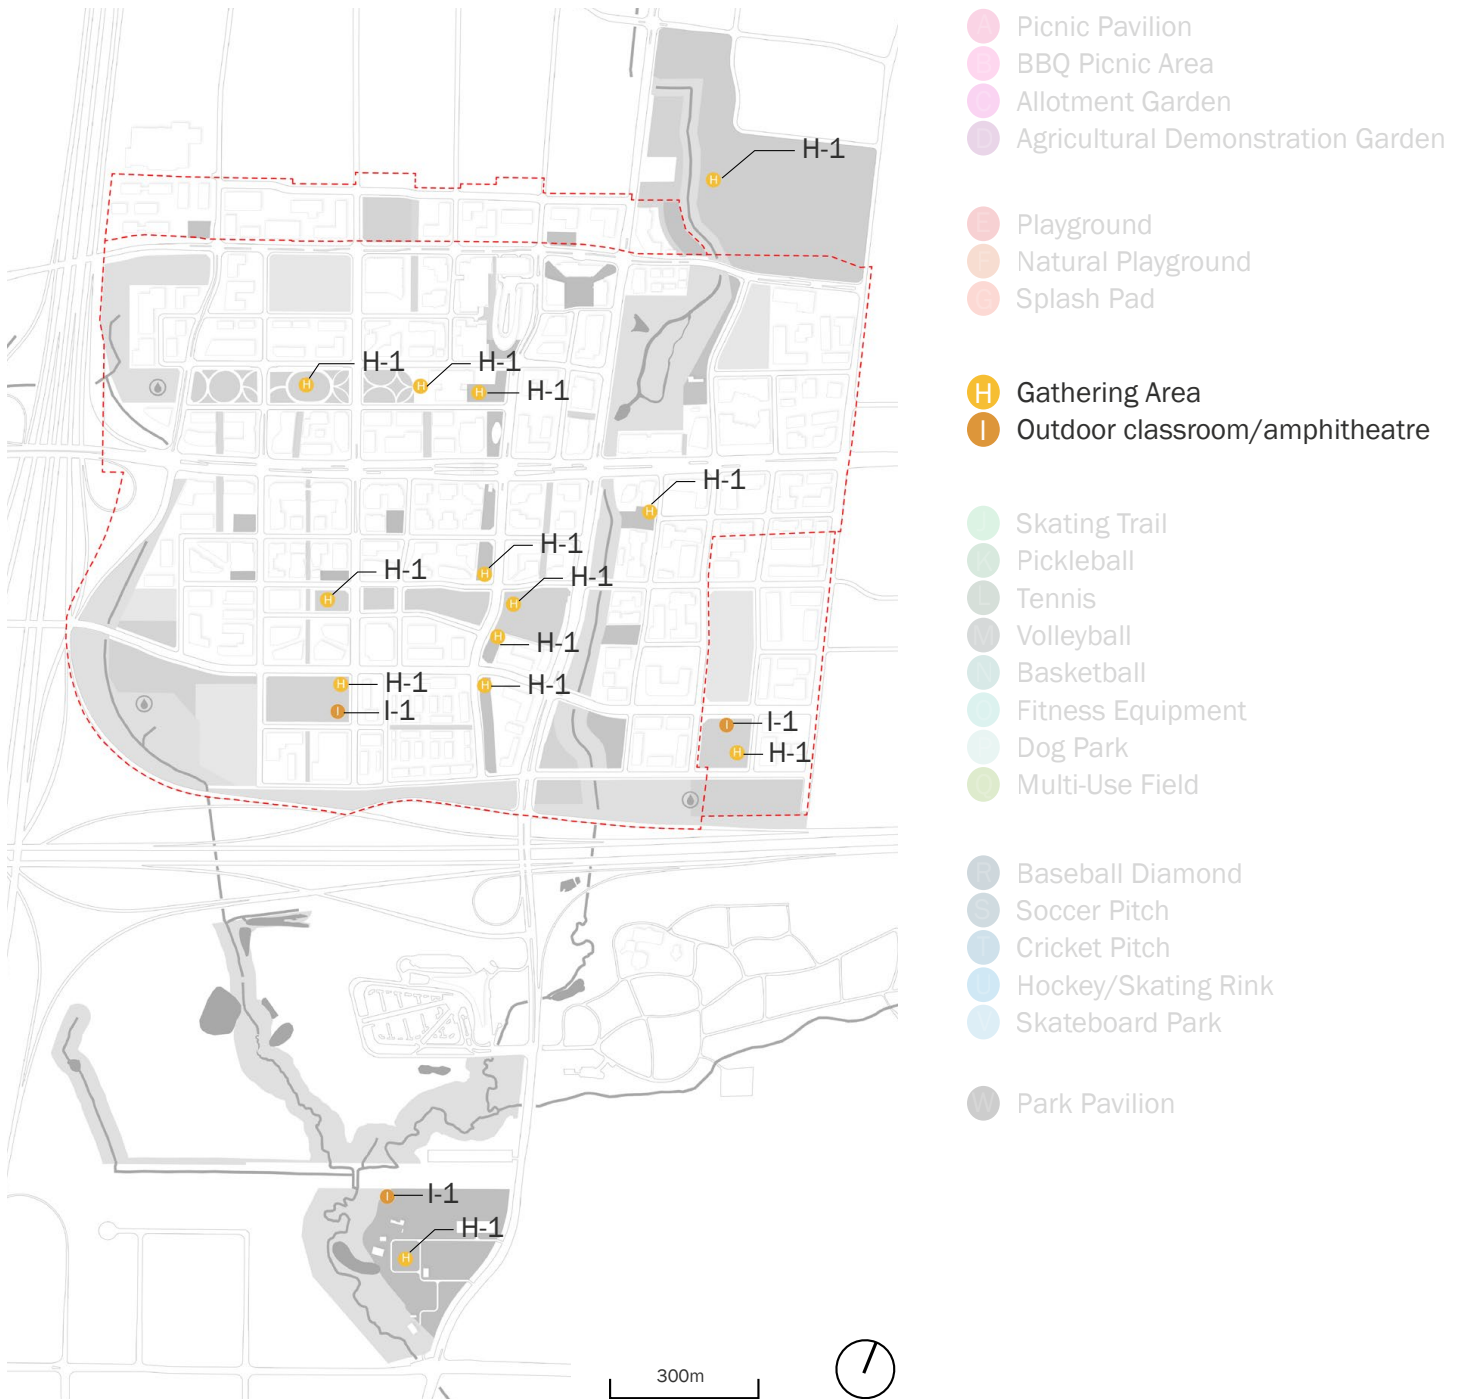 H-1
H-1
H-1
H-1
H-1
H-1
H-1
H-1
H-1
H-1
H-1
I-1
I-1
H-1
I-1
H-1
300m
A Picnic Pavilion
B BBQ Picnic Area
C Allotment Garden
D Agricultural Demonstration Garden
E Playground
F Natural Playground
G Splash Pad
H Gathering Area
I Outdoor classroom/amphitheatre
J Skating Trail
K Pickleball
L Tennis
M Volleyball
N Basketball
O Fitness Equipment
P Dog Park
Q Multi-Use Field
R Baseball Diamond
S Soccer Pitch
T Cricket Pitch
U Hockey/Skating Rink
V Skateboard Park
W Park Pavilion